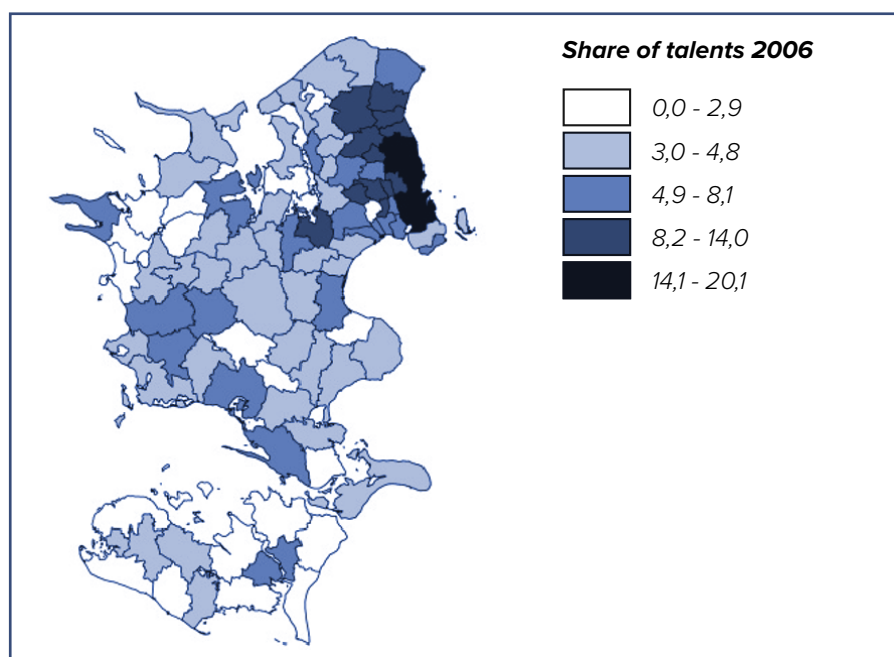 Share of talents 2006
0,0 - 2,9
3,0 - 4,8
4,9 - 8,1
8,2 - 14,0
14,1 - 20,1